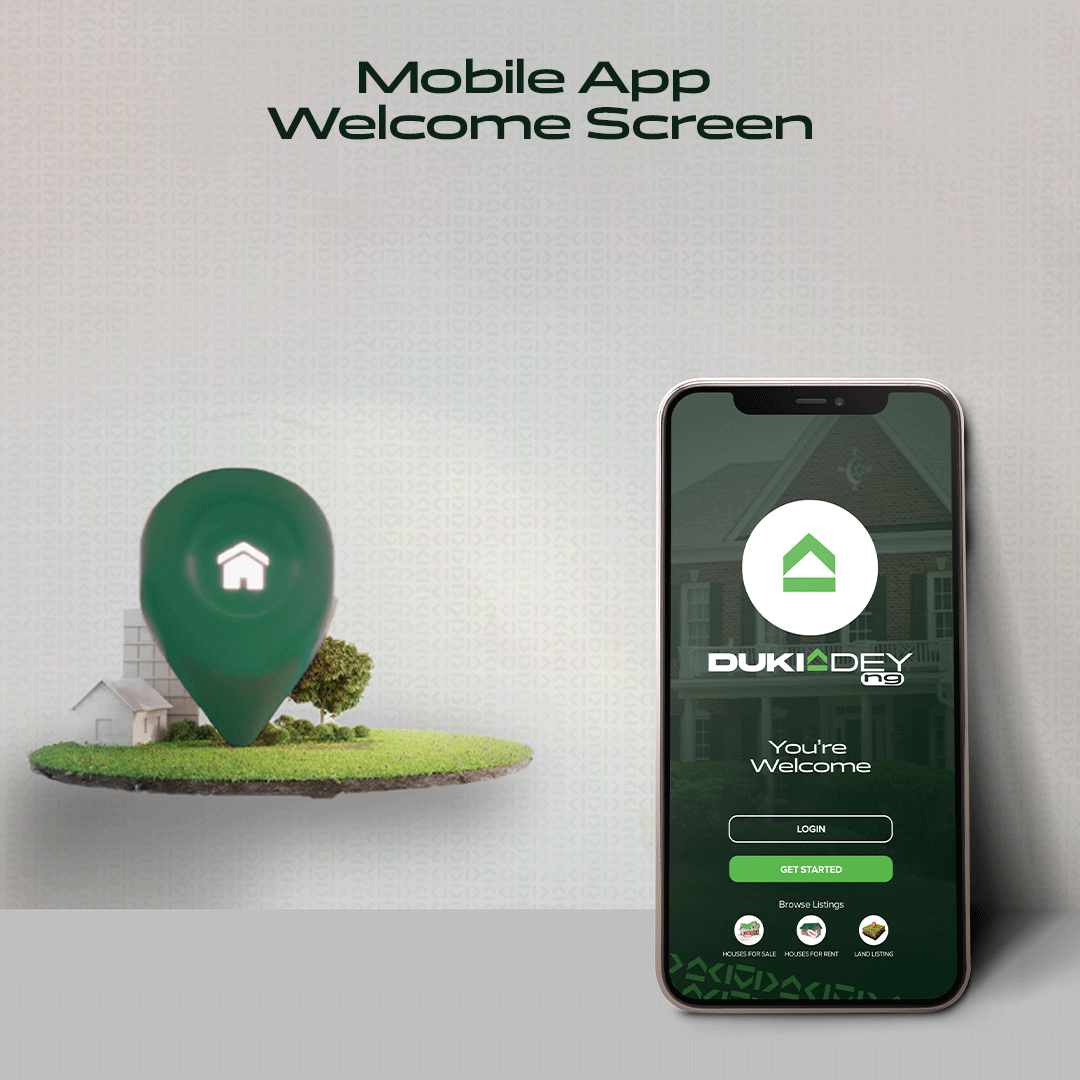 Mobile App
Welcome Screen
DUKIADEY
ng
You're
Welcome
LOGIN
GET STARTED
Browse Listings
HOUSES FOR SALE HOUSES FOR RENT LAND LISTING